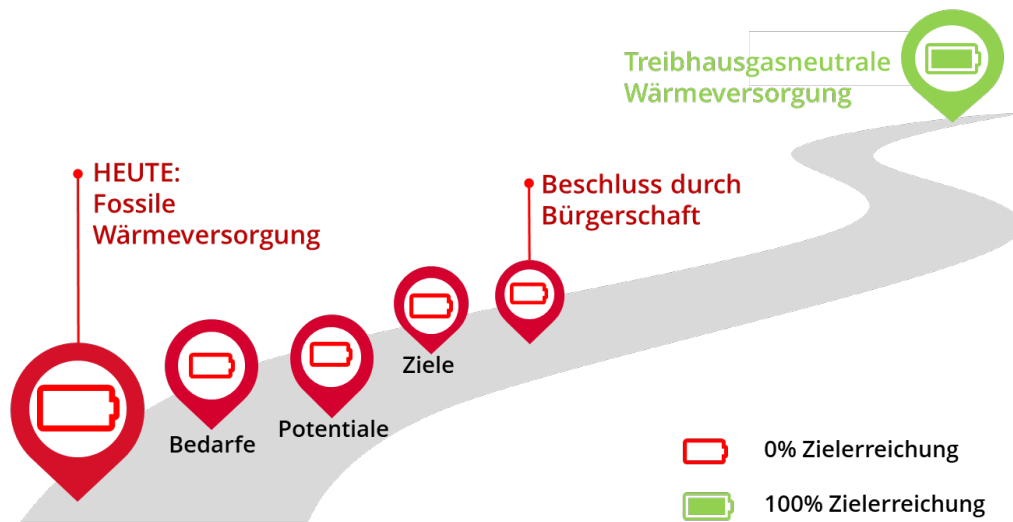 Treibhausgasneutrale
Wärmeversorgung
HEUTE:
Fossile
Wärmeversorgung
Beschluss durch
Bürgerschaft
Ziele
Potentiale
Bedarfe
0% Zielerreichung
100% Zielerreichung